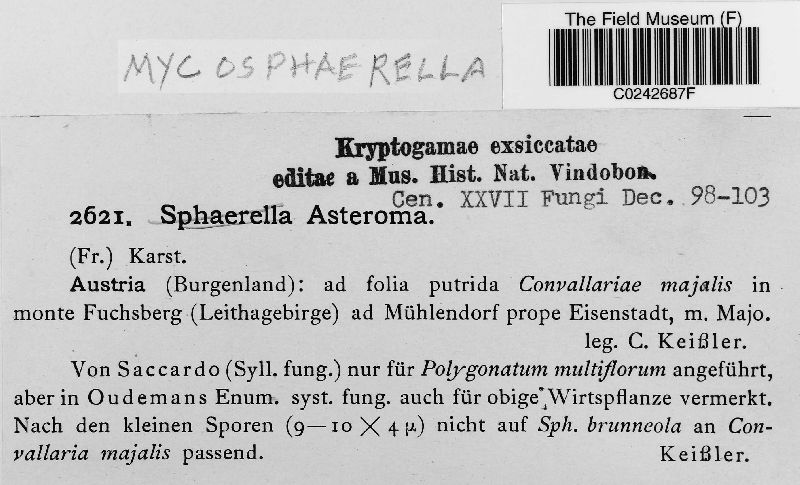 The Field Museum (F)
C0242687F
MYCOSPHAERELLA
Kryptogamae exsiccatae
editae a Mus. Hist. Nat. Vindobon.
Cen. XXVII Fungi Dec. 98-103
2621. Sphaerella Asteroma.
(Fr.) Karst.
Austria (Burgenland): ad folia putrida Convallariae majalis in
monte Fuchsberg (Leithagebirge) ad Mühlendorf prope Eisenstadt, m. Majo.
leg. C. Keißler.
Von Saccardo (Syll. fung.) nur für Polygonatum multiflorum angeführt,
aber in Oudemans Enum. syst. fung. auch für obige Wirtspflanze vermerkt.
Nach den kleinen Sporen (9—10 × 4 µ) nicht auf Sph. brunneola an Con-
vallaria majalis passend.
Keißler.